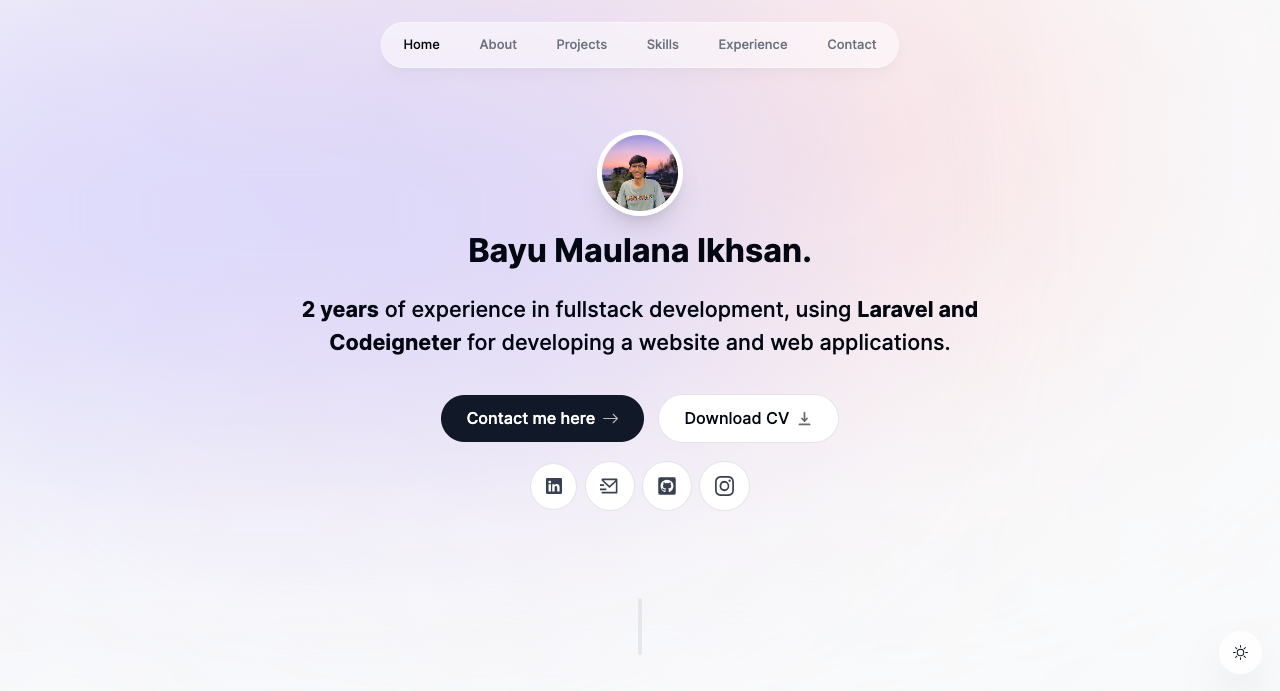 Home About Projects Skills Experience Contact
Bayu Maulana Ikhsan.
2 years of experience in fullstack development, using Laravel and
Codeigneter for developing a website and web applications.
Contact me here Download CV
in